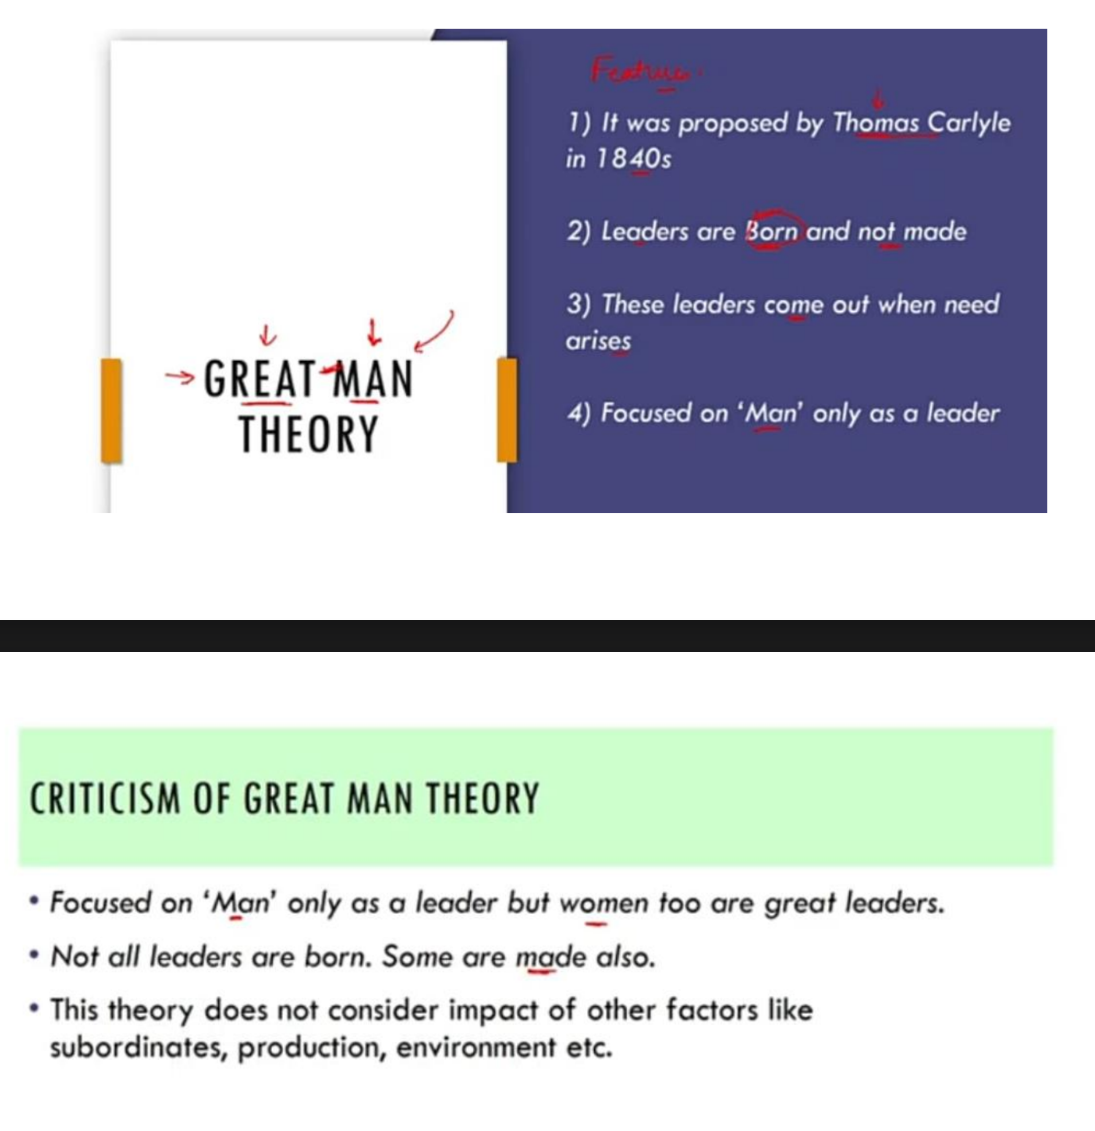 GREAT MAN
THEORY
Features.
1) It was proposed by Thomas Carlyle
in 1840s
2) Leaders are Born and not made
3) These leaders come out when need
arises
4) Focused on ‘Man’ only as a leader
CRITICISM OF GREAT MAN THEORY
• Focused on ‘Man’ only as a leader but women too are great leaders.
• Not all leaders are born. Some are made also.
• This theory does not consider impact of other factors like
subordinates, production, environment etc.